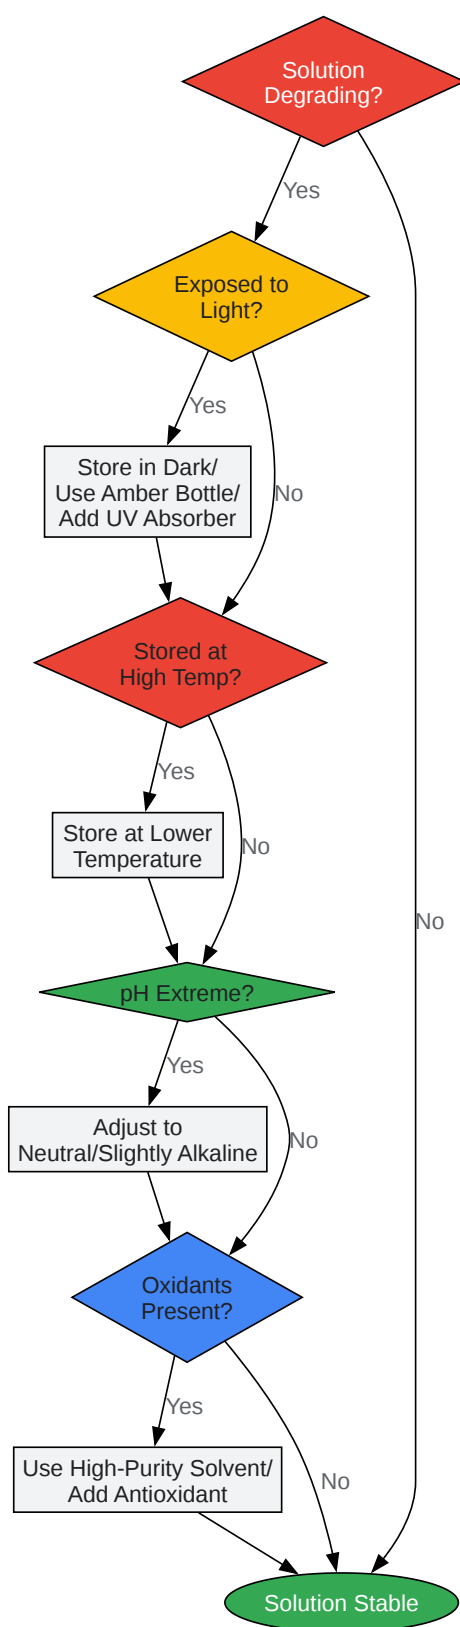 Solution
Degrading?
Yes
Exposed to
Light?
Yes
No
Store in Dark/
Use Amber Bottle/
Add UV Absorber
Stored at
High Temp?
Yes
No
Store at Lower
Temperature
No
pH Extreme?
Yes
No
Adjust to
Neutral/Slightly Alkaline
Oxidants
Present?
Yes
No
Use High-Purity Solvent/
Add Antioxidant
Solution Stable